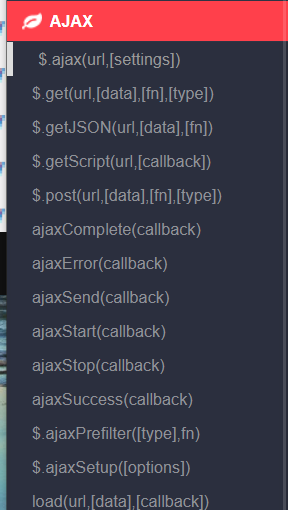 AJAX
$.ajax(url,[settings])
$.get(url,[data],[fn],[type])
$.getJSON(url,[data],[fn])
$.getScript(url,[callback])
$.post(url,[data],[fn],[type])
ajaxComplete(callback)
ajaxError(callback)
ajaxSend(callback)
ajaxStart(callback)
ajaxStop(callback)
ajaxSuccess(callback)
$.ajaxPrefilter([type],fn)
$.ajaxSetup([options])
load(url,[data],[callback])